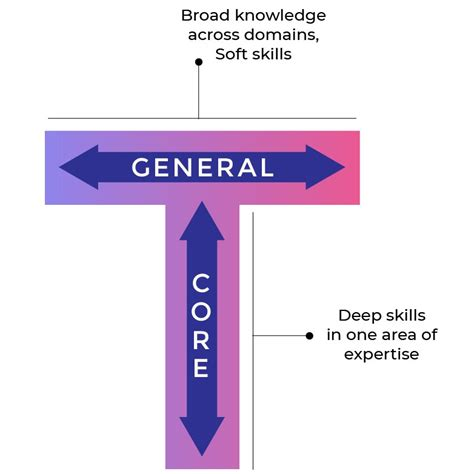 Broad knowledge
across domains,
Soft skills
GENERAL
CORE
Deep skills
in one area of
expertise